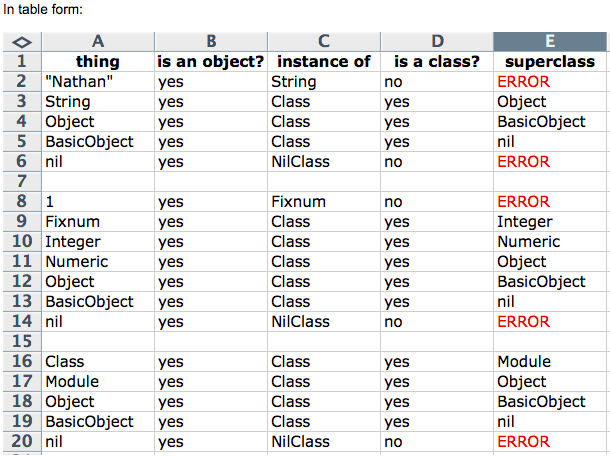 In table form:
A B C D E
1 thing is an object? instance of is a class? superclass
2 "Nathan" yes String no ERROR
3 String yes Class yes Object
4 Object yes Class yes BasicObject
5 BasicObject yes Class yes nil
6 nil yes NilClass no ERROR
7
8 1 yes Fixnum no ERROR
9 Fixnum yes Class yes Integer
10 Integer yes Class yes Numeric
11 Numeric yes Class yes Object
12 Object yes Class yes BasicObject
13 BasicObject yes Class yes nil
14 nil yes NilClass no ERROR
15
16 Class yes Class yes Module
17 Module yes Class yes Object
18 Object yes Class yes BasicObject
19 BasicObject yes Class yes nil
20 nil yes NilClass no ERROR